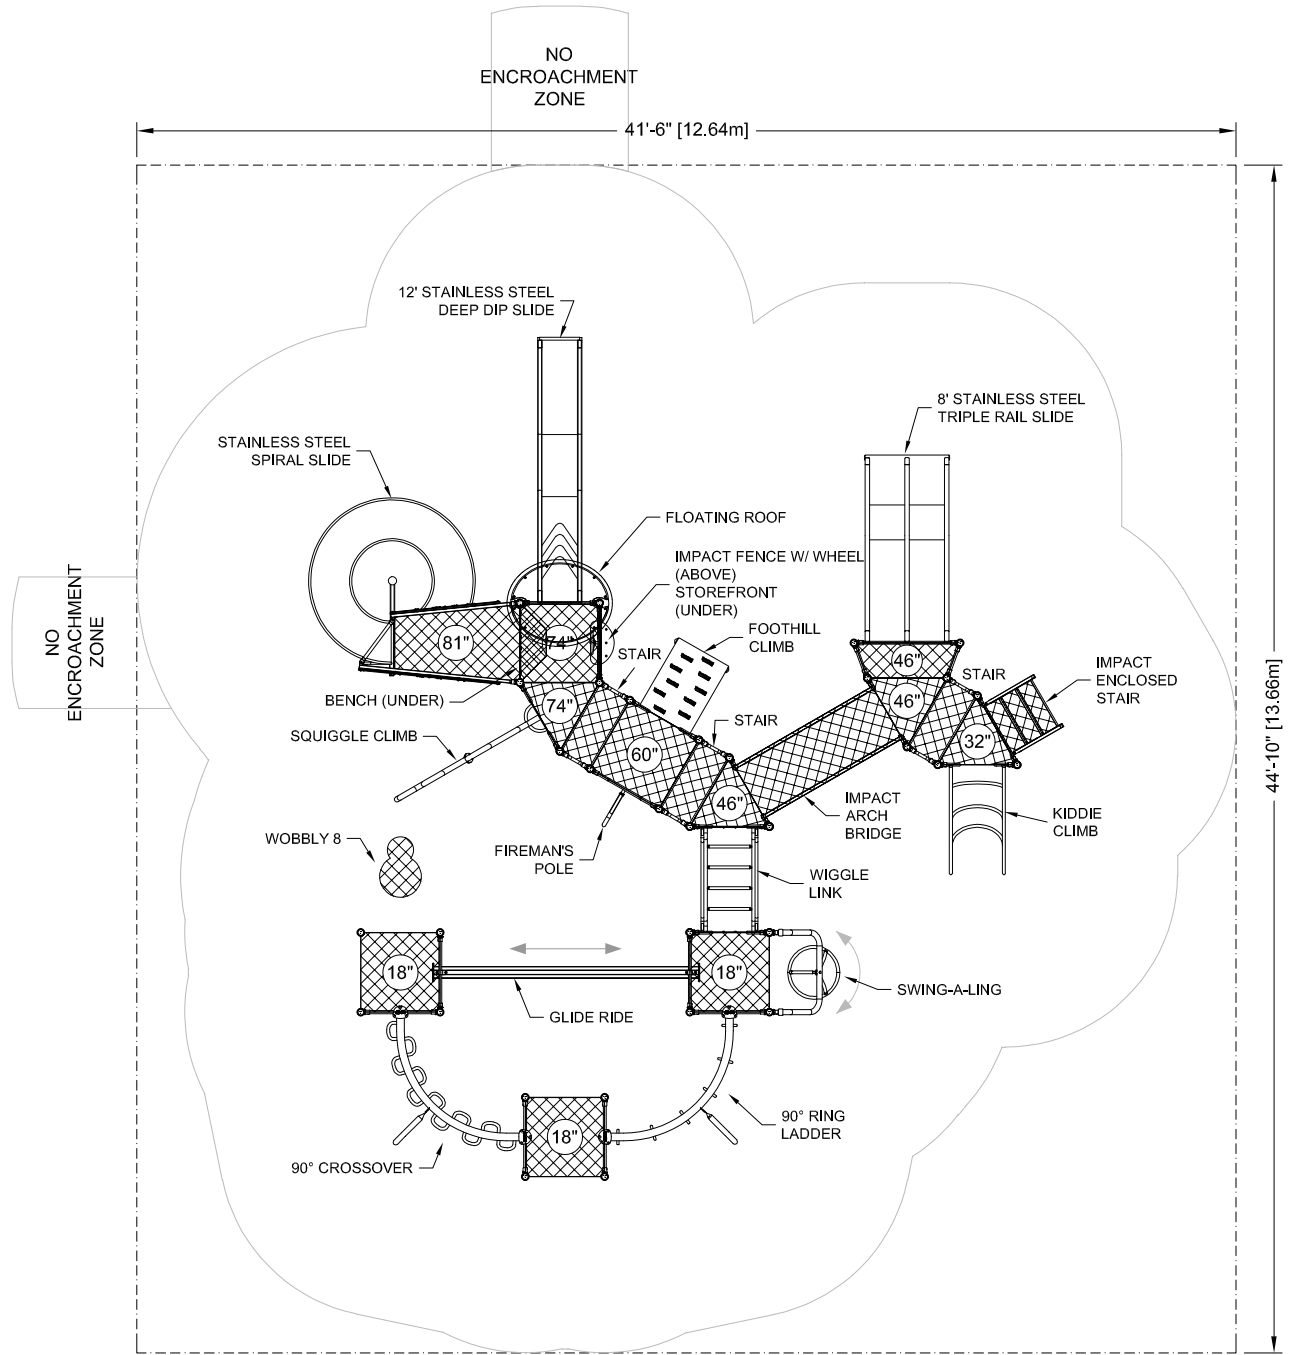 NO
ENCROACHMENT
ZONE
41'-6" [12.64m]
12' STAINLESS STEEL
DEEP DIP SLIDE
8' STAINLESS STEEL
TRIPLE RAIL SLIDE
STAINLESS STEEL
SPIRAL SLIDE
FLOATING ROOF
IMPACT FENCE W/ WHEEL
(ABOVE)
STOREFRONT
(UNDER)
NO
ENCROACHMENT
ZONE
FOOTHILL
CLIMB
81"
74"
STAIR
46"
IMPACT
ENCLOSED
STAIR
STAIR
BENCH (UNDER)
74"
46"
STAIR
SQUIGGLE CLIMB
60"
32"
44'-10" [13.66m]
46"
IMPACT
ARCH
BRIDGE
KIDDIE
CLIMB
WOBBLY 8
FIREMAN'S
POLE
WIGGLE
LINK
18"
18"
SWING-A-LING
GLIDE RIDE
90° RING
LADDER
18"
90° CROSSOVER